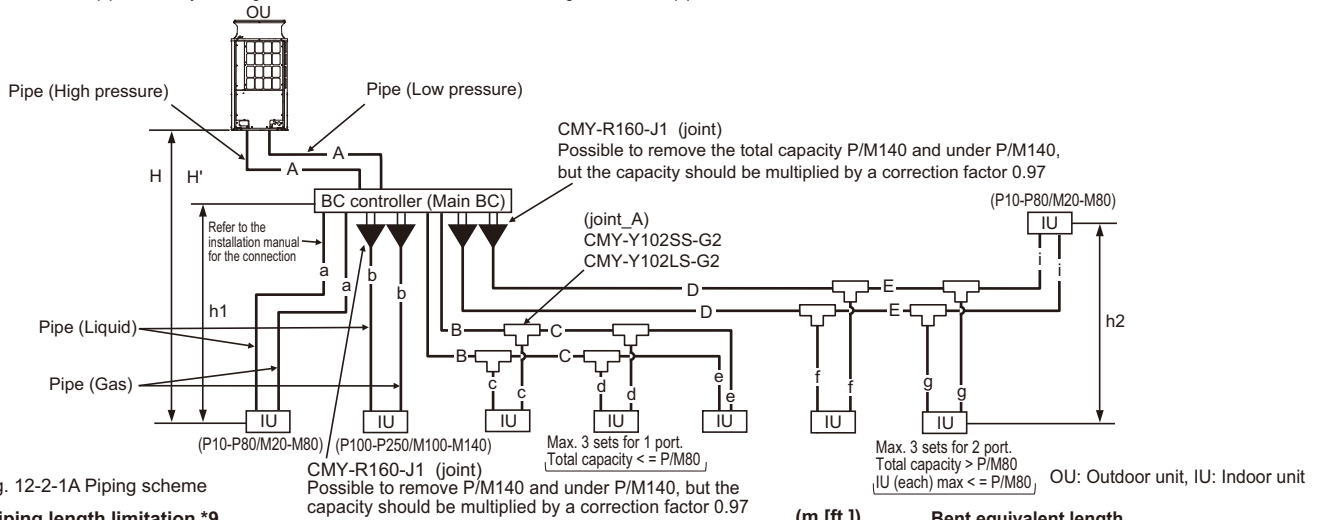 OU
Pipe (High pressure)
Pipe (Low pressure)
CMY-R160-J1 (joint)
Possible to remove the total capacity P/M140 and under P/M140,
but the capacity should be multiplied by a correction factor 0.97
H
H'
A
A
BC controller (Main BC)
(P10-P80/M20-M80)
IU
Refer to the
installation manual
for the connection
(joint_A)
CMY-Y102SS-G2
CMY-Y102LS-G2
a
a
b
b
i
i
D
E
D
E
h1
h2
Pipe (Liquid)
B
C
B
C
Pipe (Gas)
c
c
d
d
e
e
f
f
g
g
IU
IU
IU
IU
IU
IU
IU
(P10-P80/M20-M80)
(P100-P250/M100-M140)
Max. 3 sets for 1 port.
Total capacity < = P/M80
Max. 3 sets for 2 port.
Total capacity > P/M80
IU (each) max < = P/M80
OU: Outdoor unit, IU: Indoor unit
CMY-R160-J1 (joint)
Possible to remove P/M140 and under P/M140, but the
capacity should be multiplied by a correction factor 0.97
g. 12-2-1A Piping scheme
iping length limitation *9
(m [ft.])
Bent equivalent length